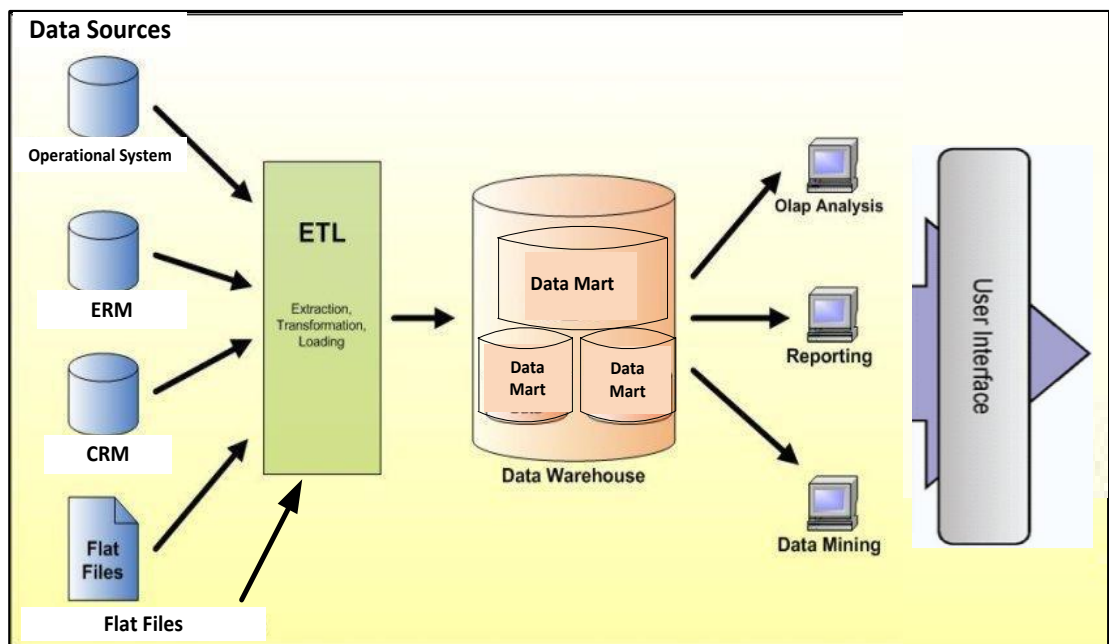 Data Sources
Operational System
ERM
CRM
Flat
Files
Flat Files
ETL
Extraction,
Transformation,
Loading
Data Mart
Data
Mart
Data
Mart
Data Warehouse
Olap Analysis
Reporting
Data Mining
User Interface